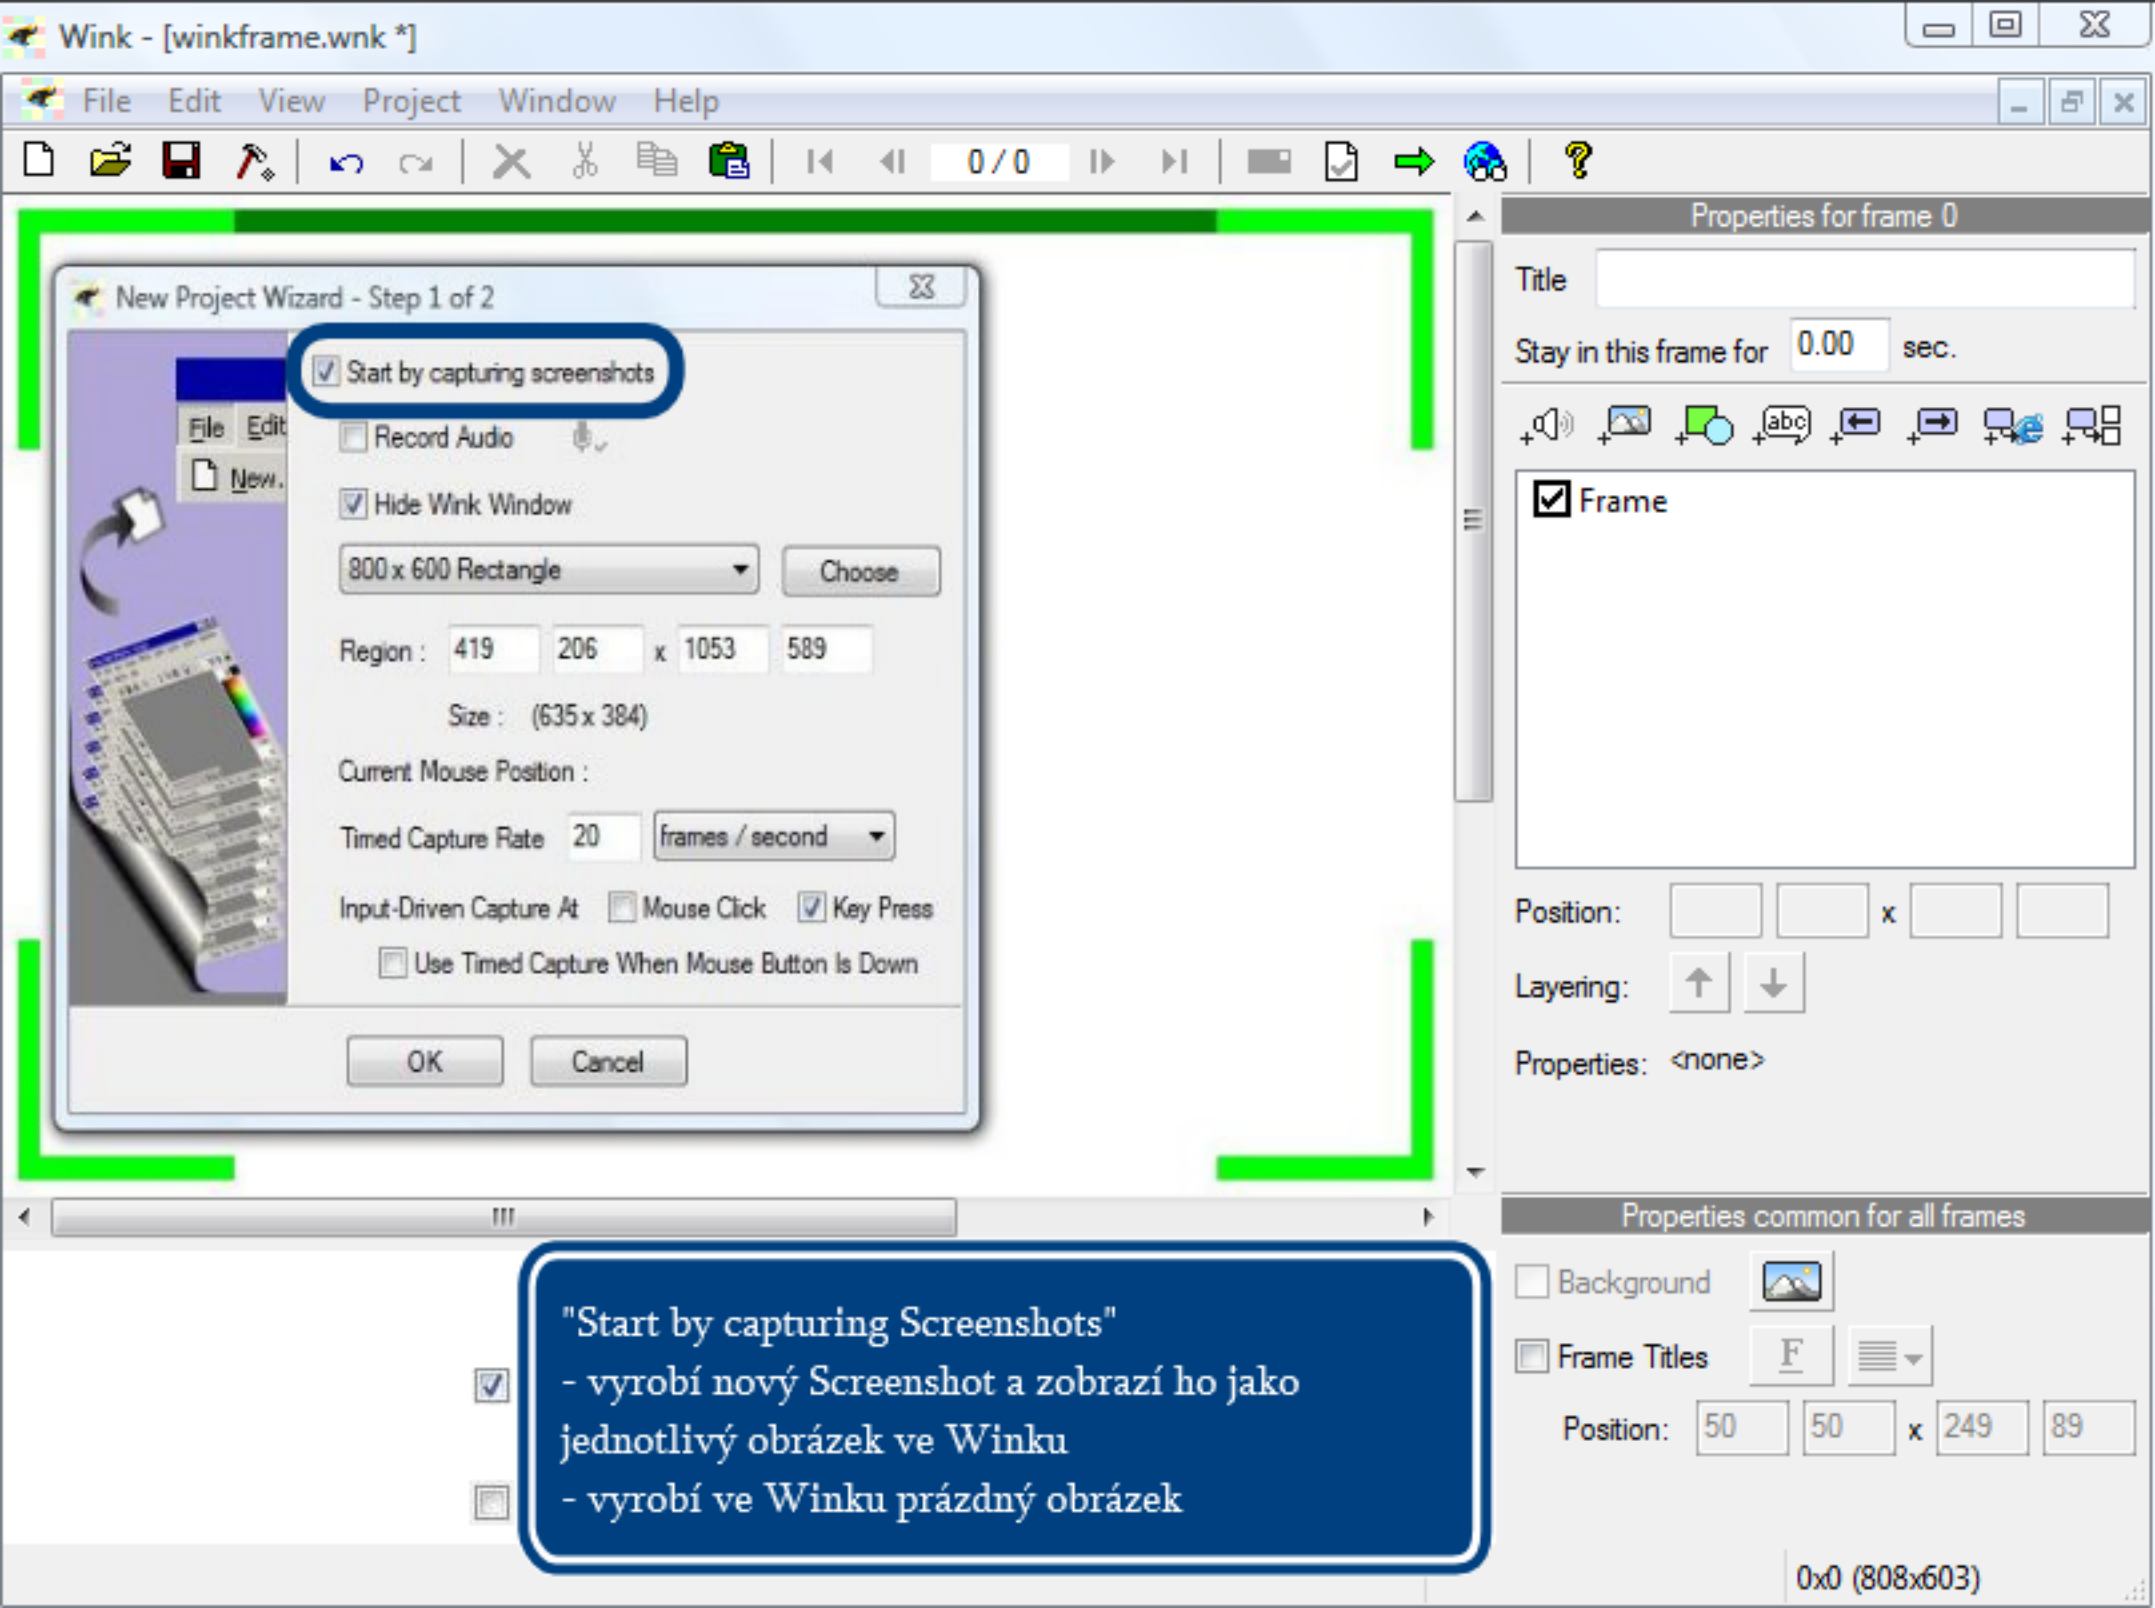 Wink - [winkframe.wnk *]
File Edit View Project Window Help
0 / 0
New Project Wizard - Step 1 of 2
Start by capturing screenshots
File Edit
New.
Record Audio
Hide Wink Window
800 x 600 Rectangle
Choose
Region : 419 206 x 1053 589
Size : (635 x 384)
Current Mouse Position :
Timed Capture Rate 20 frames / second
Input-Driven Capture At Mouse Click Key Press
Use Timed Capture When Mouse Button Is Down
OK Cancel
Properties for frame 0
Title
Stay in this frame for 0.00 sec.
abc
Frame
Position: x
Layering:
Properties: <none>
Properties common for all frames
Background
Frame Titles F
Position: 50 50 x 249 89
"Start by capturing Screenshots"
- vyrobí nový Screenshot a zobrazí ho jako
jednotlivý obrázek ve Winku
- vyrobí ve Winku prázdný obrázek
0x0 (808x603)